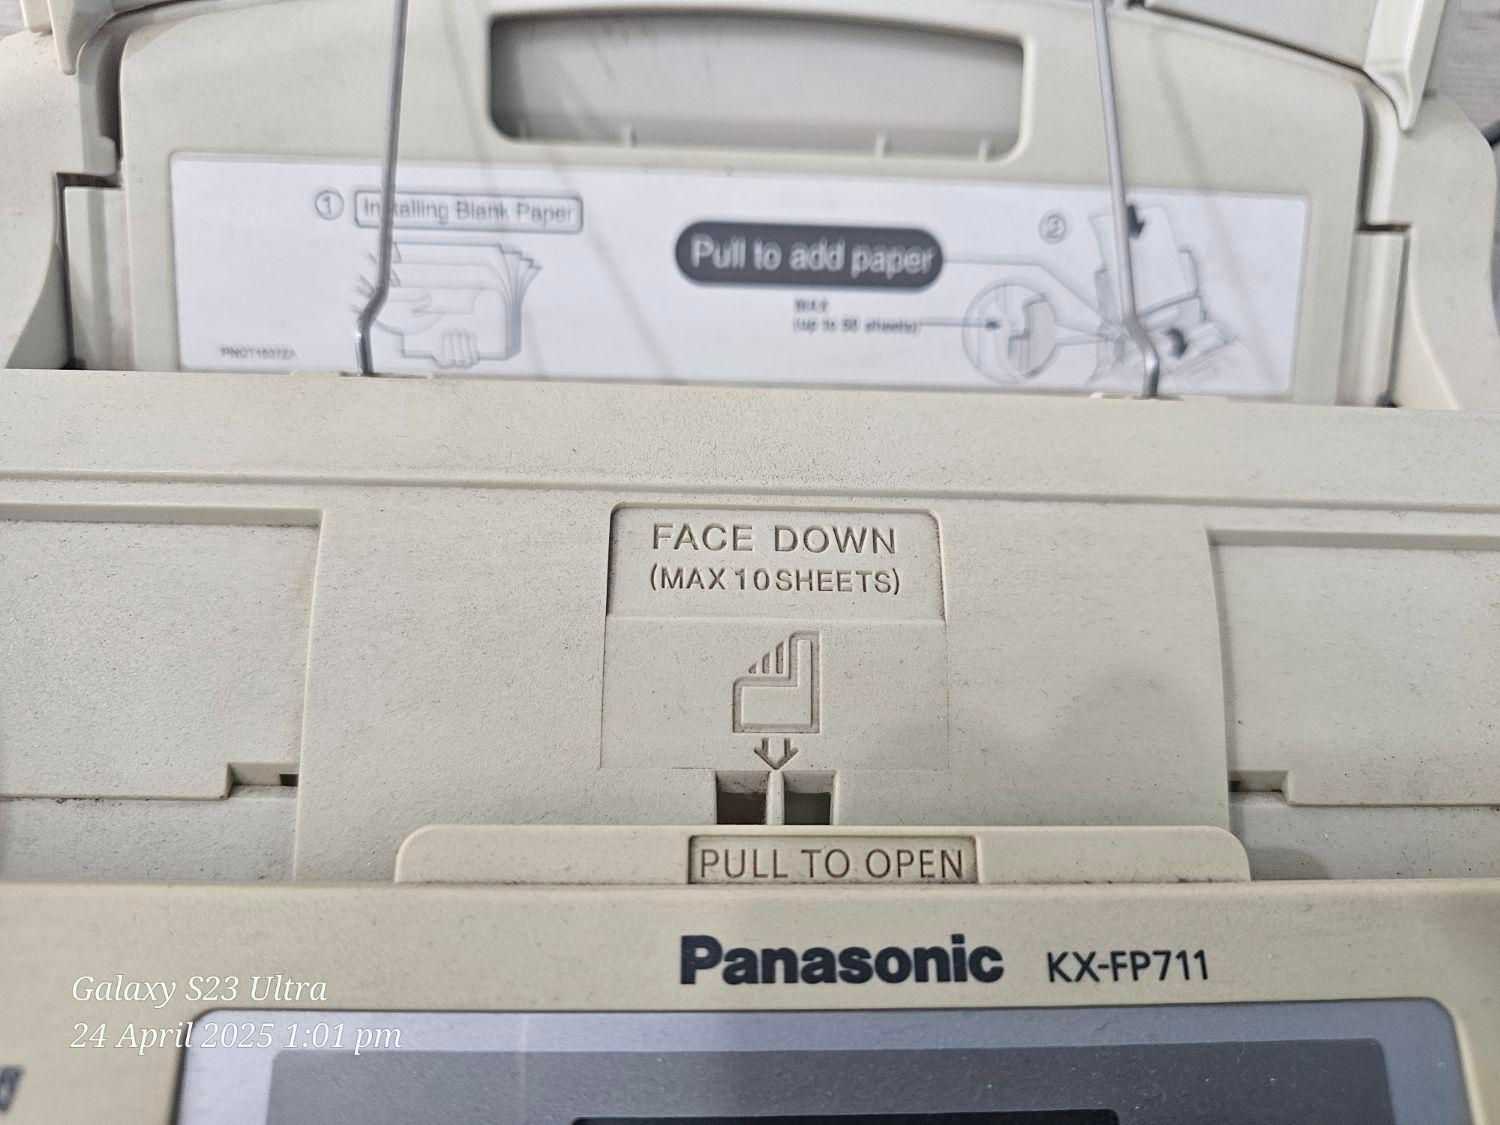 ① Installing Blank Paper
Pull to add paper
②
MAX
(up to 50 sheets)
FACE DOWN
(MAX 10 SHEETS)
PULL TO OPEN
Panasonic KX-FP711
Galaxy S23 Ultra
24 April 2025 1:01 pm